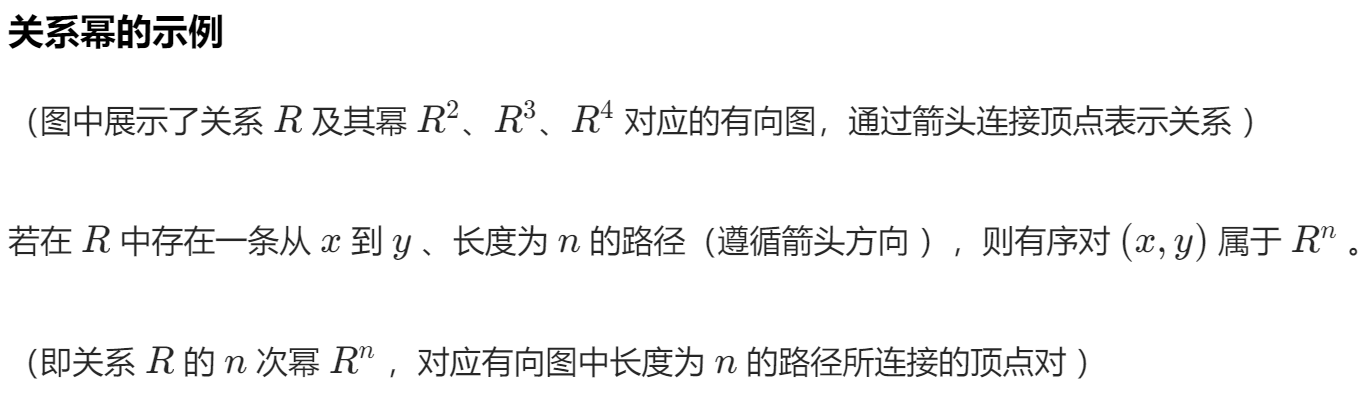 关系幂的示例
（图中展示了关系 R 及其幂 R²、R³、R⁴ 对应的有向图，通过箭头连接顶点表示关系 ）
若在 R 中存在一条从 x 到 y 、长度为 n 的路径（遵循箭头方向 ），则有序对 (x, y) 属于 Rⁿ 。
（即关系 R 的 n 次幂 Rⁿ ，对应有向图中长度为 n 的路径所连接的顶点对 ）